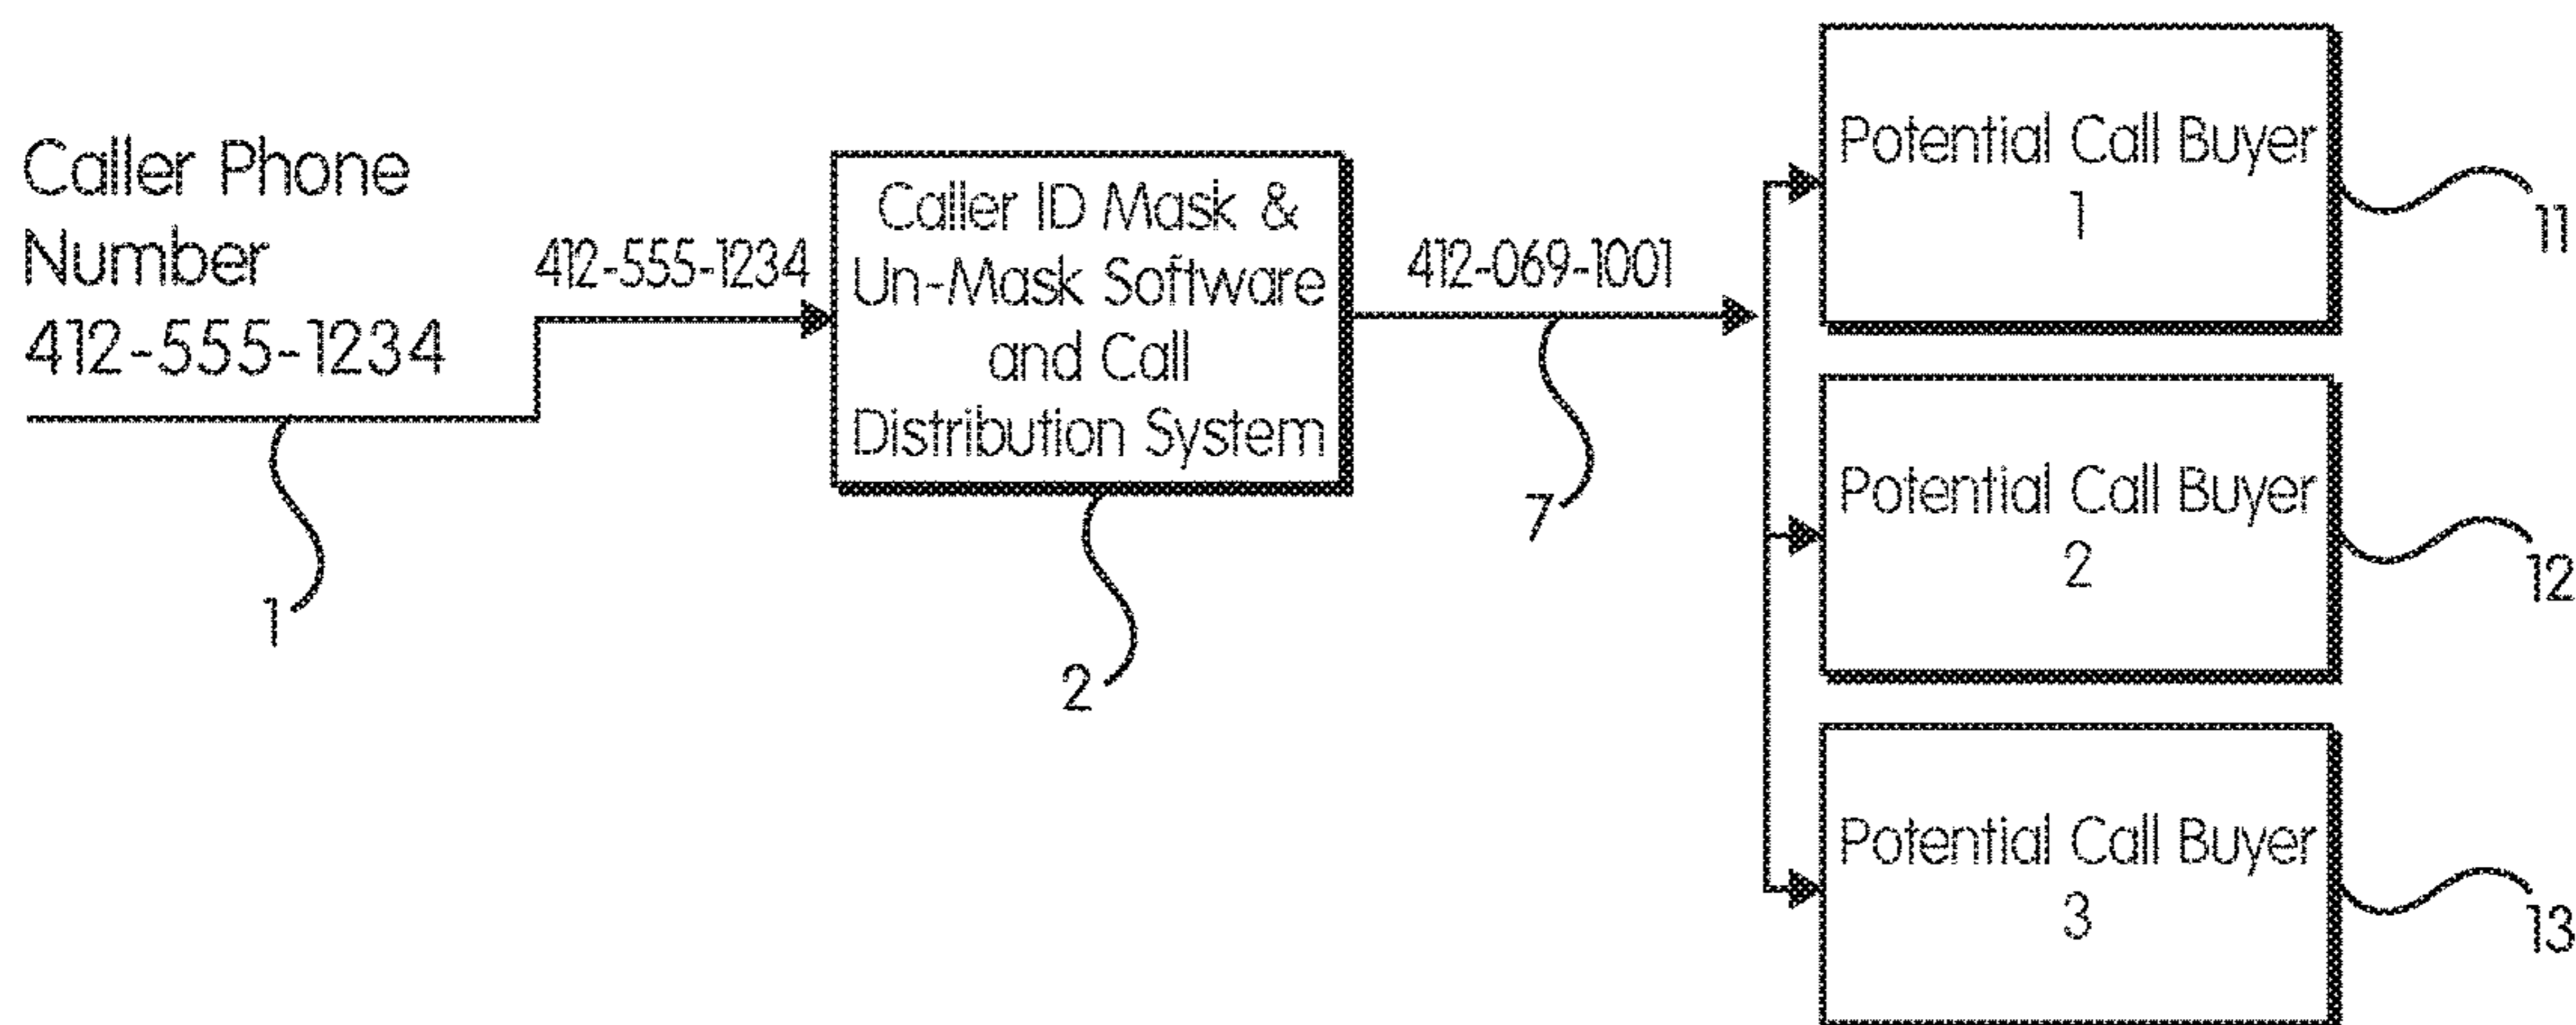 Caller Phone
Number
412-555-1234
1
412-555-1234
Caller ID Mask &
Un-Mask Software
and Call
Distribution System
2
412-069-1001
7
Potential Call Buyer
1
11
Potential Call Buyer
2
12
Potential Call Buyer
3
13